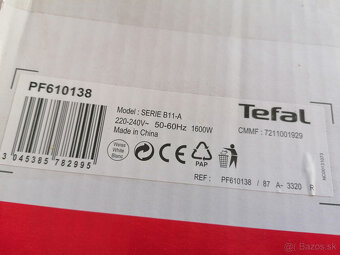 PF610138
Model : SERIE B11-A
220-240V~ 50-60Hz 1600W
Made in China
Tefal
CMMF : 7211001929
Weiss
White
Blanc
PAP
3 045385 782995
REF : PF610138 / 87 A- 3320 R
bazos.sk